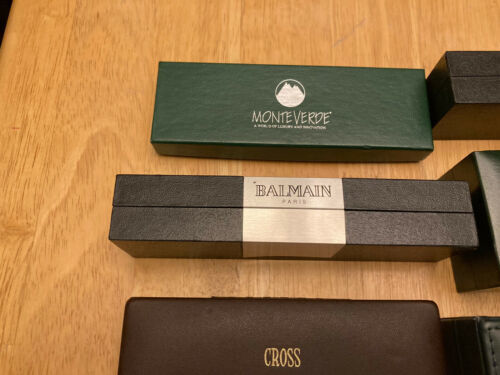 MONTEVERDE®
A WORLD OF LUXURY AND INNOVATION
BALMAIN
PARIS
CROSS